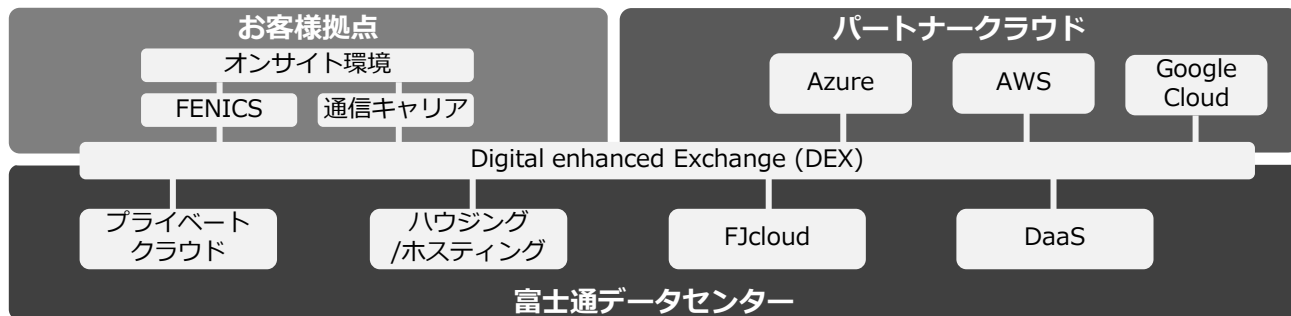 お客様拠点
オンサイト環境
FENICS
通信キャリア
パートナークラウド
Azure
AWS
Google
Cloud
Digital enhanced Exchange (DEX)
プライベート
クラウド
ハウジング
/ホスティング
FJcloud
DaaS
富士通データセンター